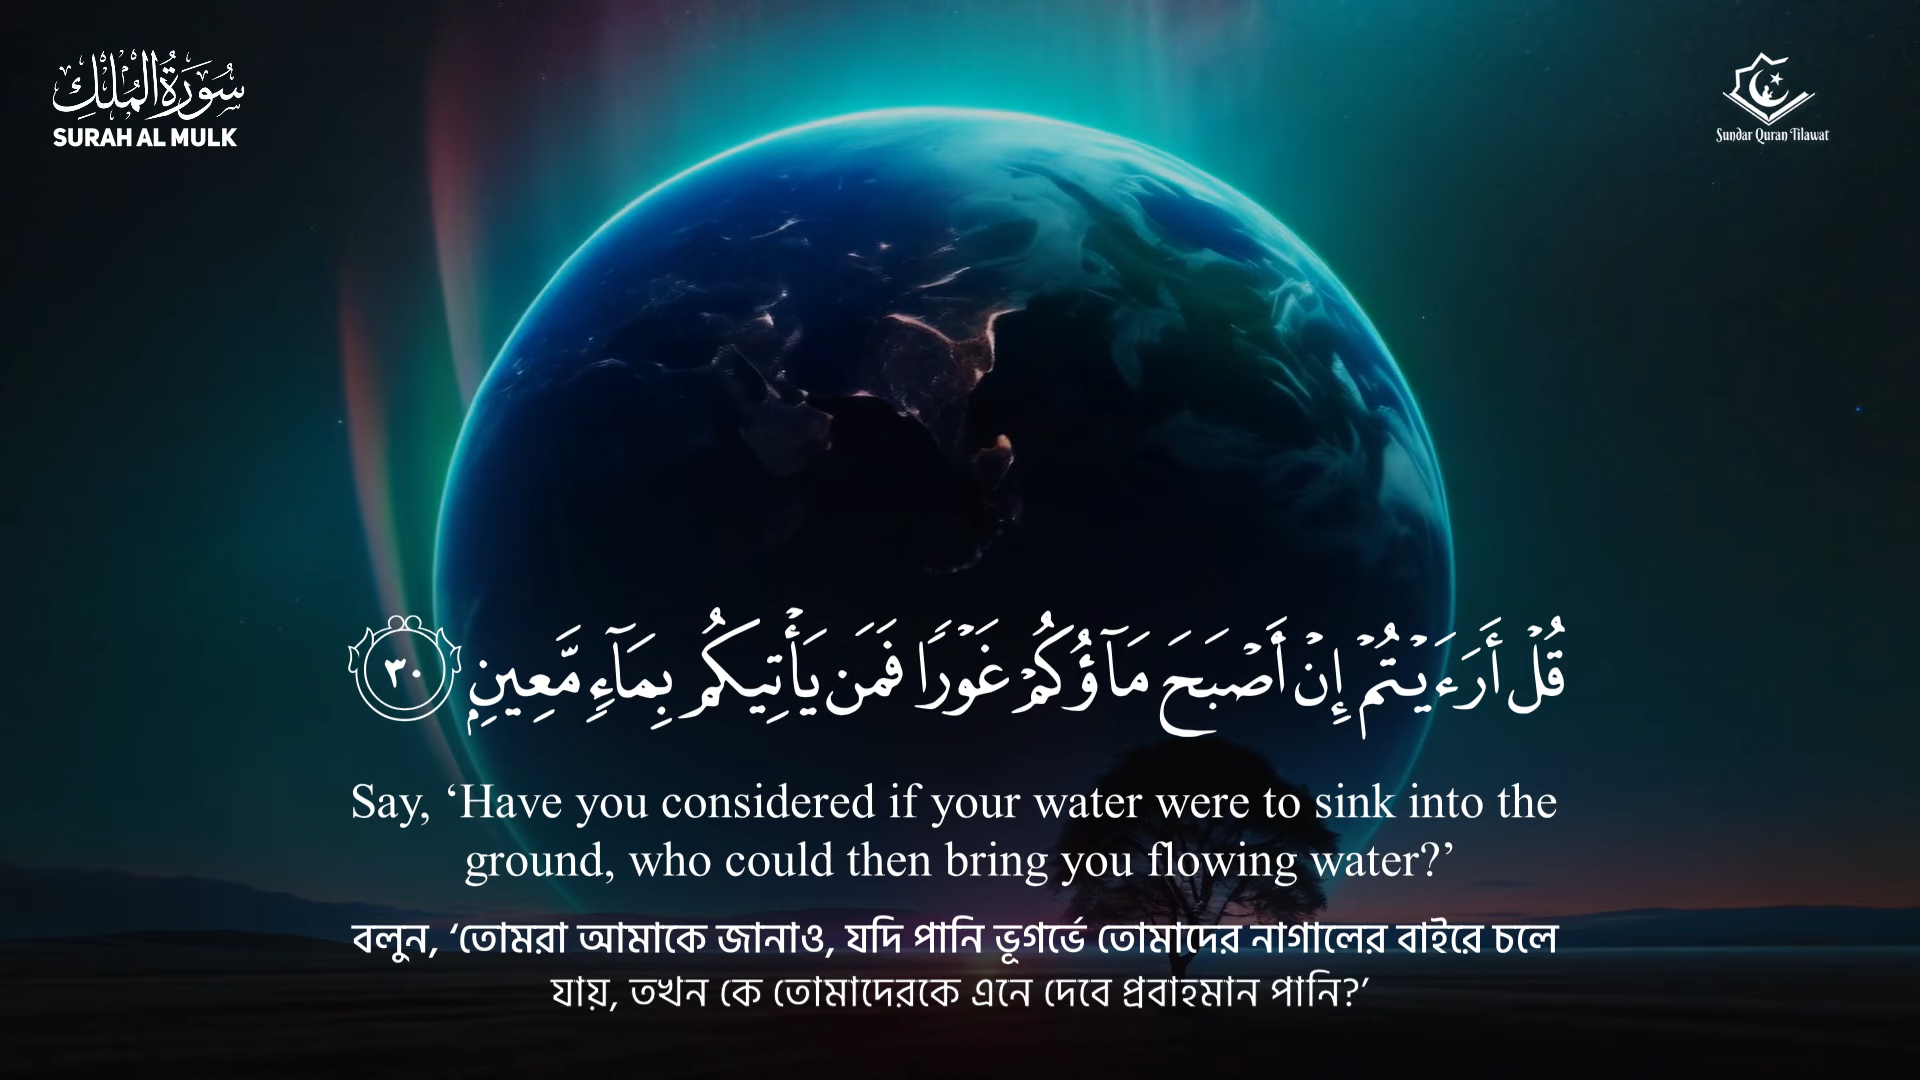 سُورَةُ المُلْكِ
SURAH AL MULK
Sundar Quran Tilawat
قُلْ أَرَءَيْتُمْ إِنْ أَصْبَحَ مَآؤُكُمْ غَوْرًا فَمَن يَأْتِيكُم بِمَآءٍ مَّعِينٍۭ ٣٠
Say, ‘Have you considered if your water were to sink into the
ground, who could then bring you flowing water?’
বলুন, ‘তোমরা আমাকে জানাও, যদি পানি ভূগর্ভে তোমাদের নাগালের বাইরে চলে
যায়, তখন কে তোমাদেরকে এনে দেবে প্রবাহমান পানি?’